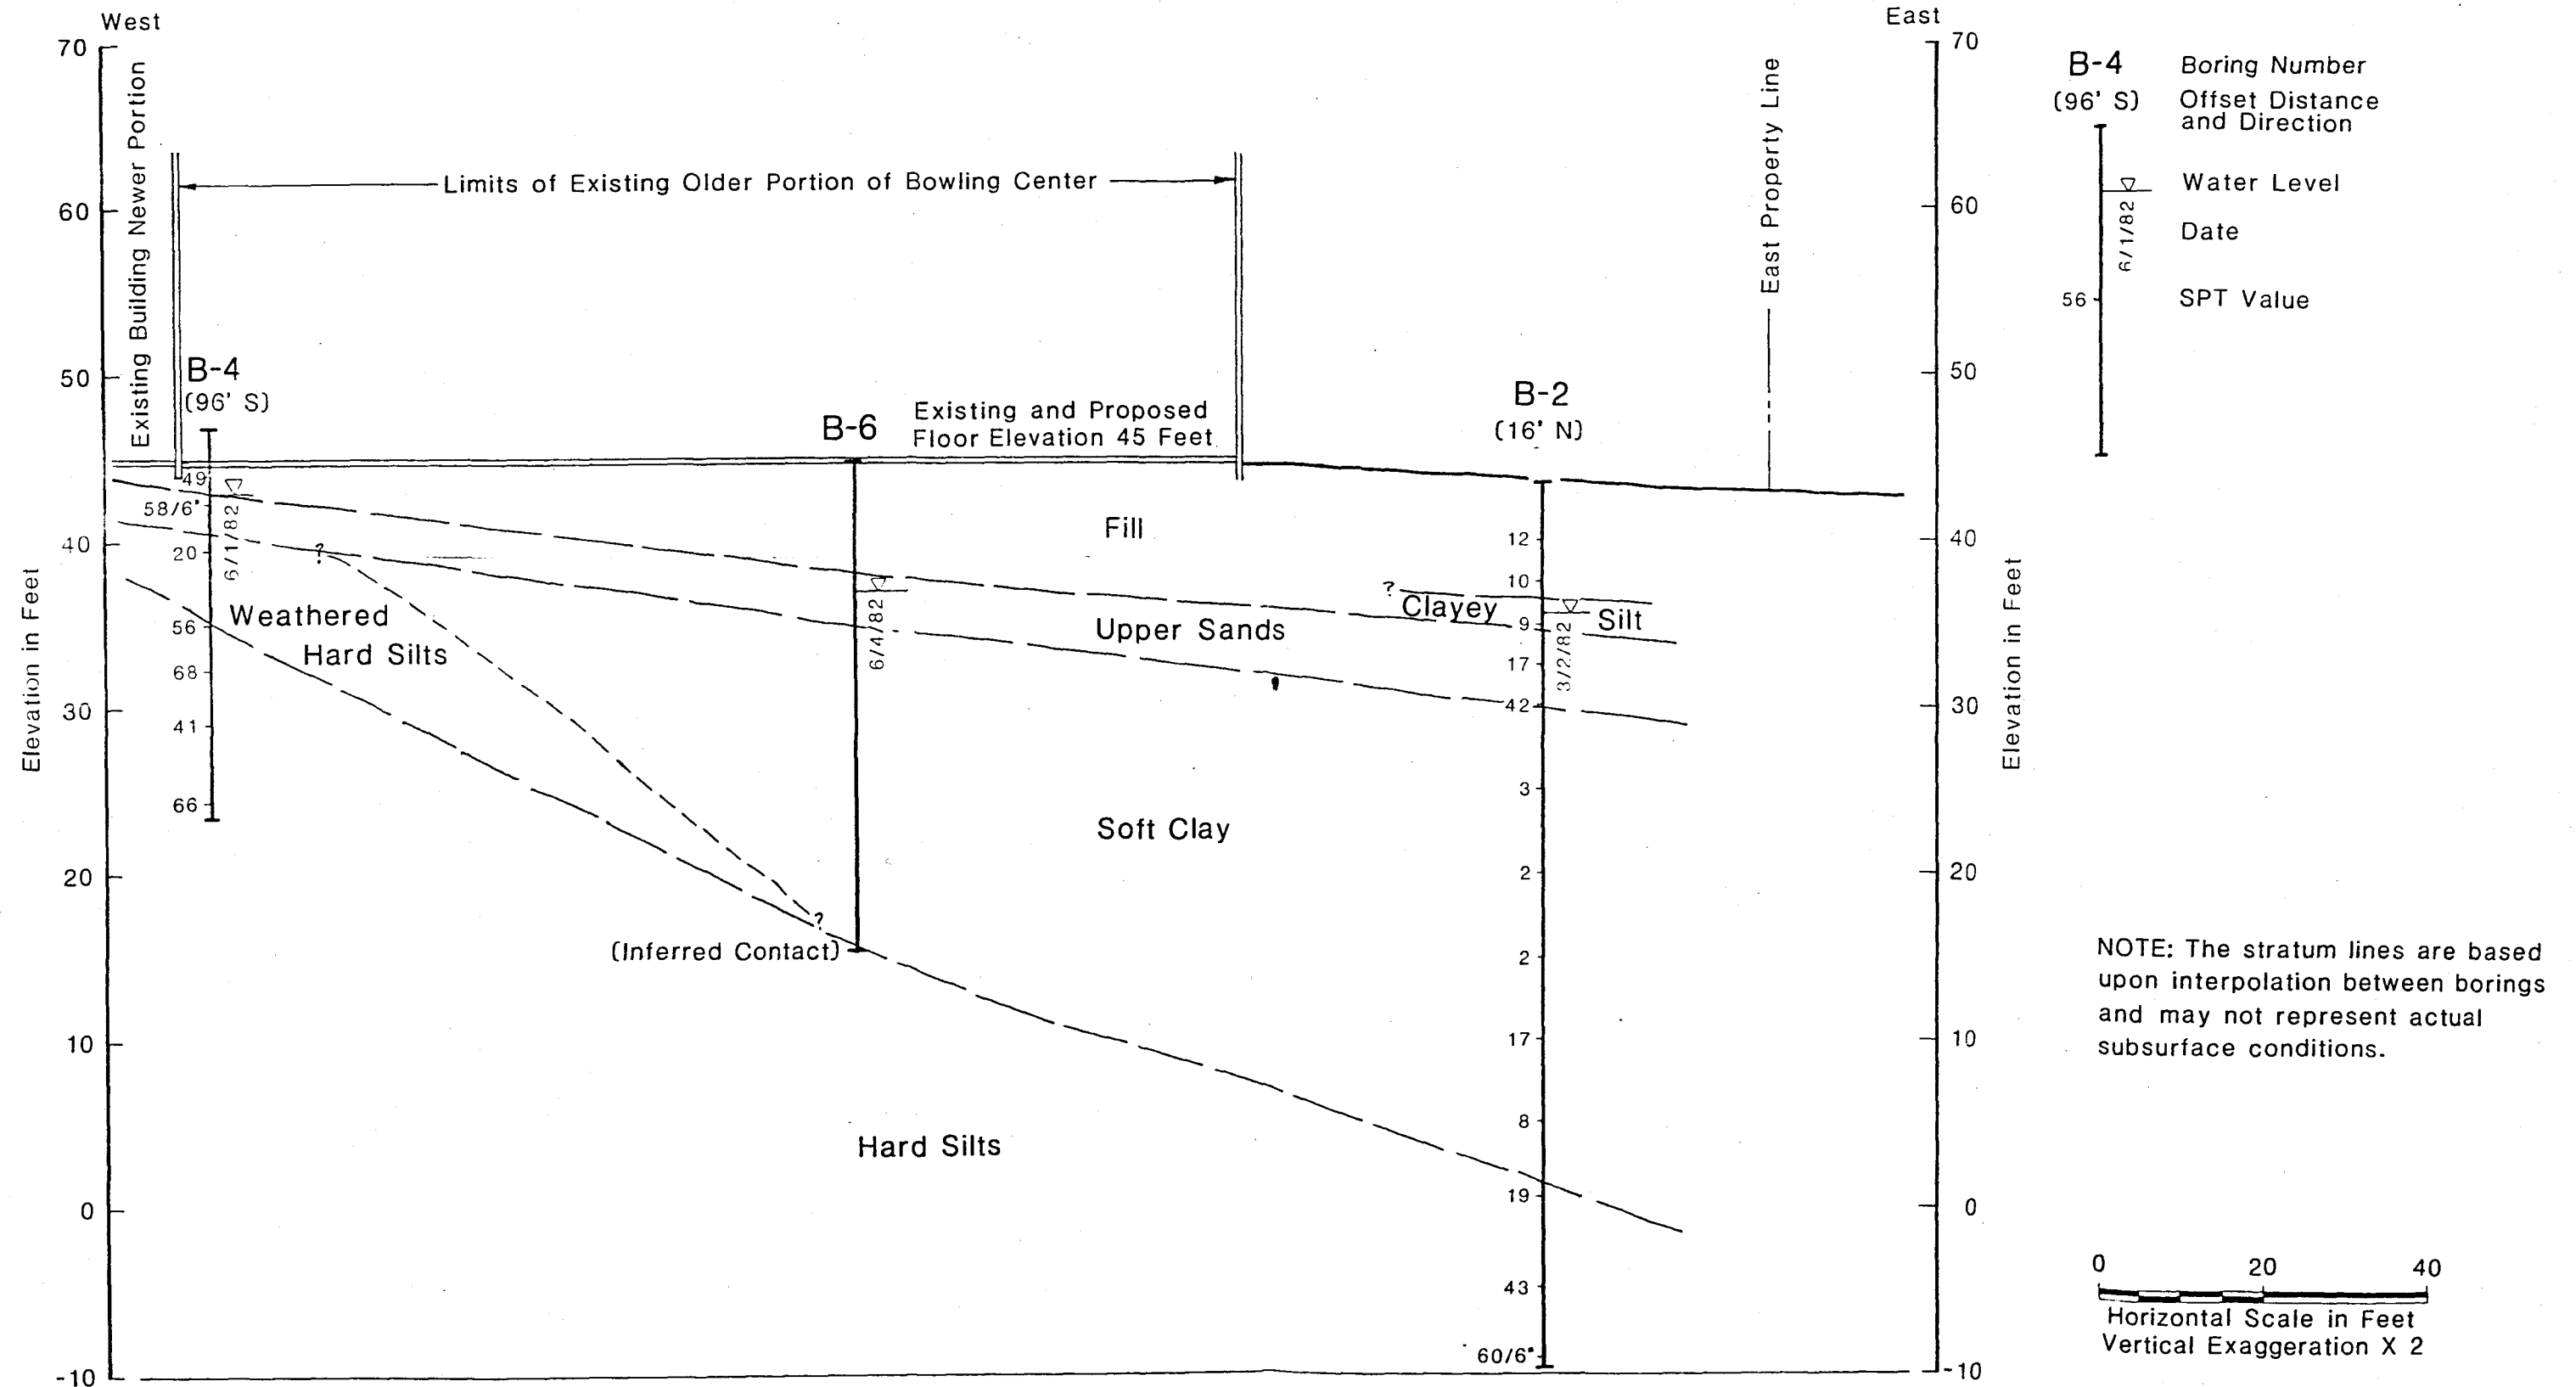 West
East
70
60
50
40
30
20
10
0
-10
Elevation in Feet
Existing Building Newer Portion
Limits of Existing Older Portion of Bowling Center
East Property Line
B-4
(96' S)
49
58/6"
20
56
68
41
66
6/1/82
B-6
Existing and Proposed
Floor Elevation 45 Feet
6/4/82
B-2
(16' N)
12
10
9
17
42
3
2
2
17
8
19
43
60/6"
3/2/82
Fill
?
Clayey Silt
Upper Sands
?
Weathered
Hard Silts
Soft Clay
?
(Inferred Contact)
Hard Silts
70
60
50
40
30
20
10
0
-10
Elevation in Feet
B-4 Boring Number
(96' S) Offset Distance
and Direction
Water Level
6/1/82
Date
56 SPT Value
NOTE: The stratum lines are based
upon interpolation between borings
and may not represent actual
subsurface conditions.
0 20 40
Horizontal Scale in Feet
Vertical Exaggeration X 2